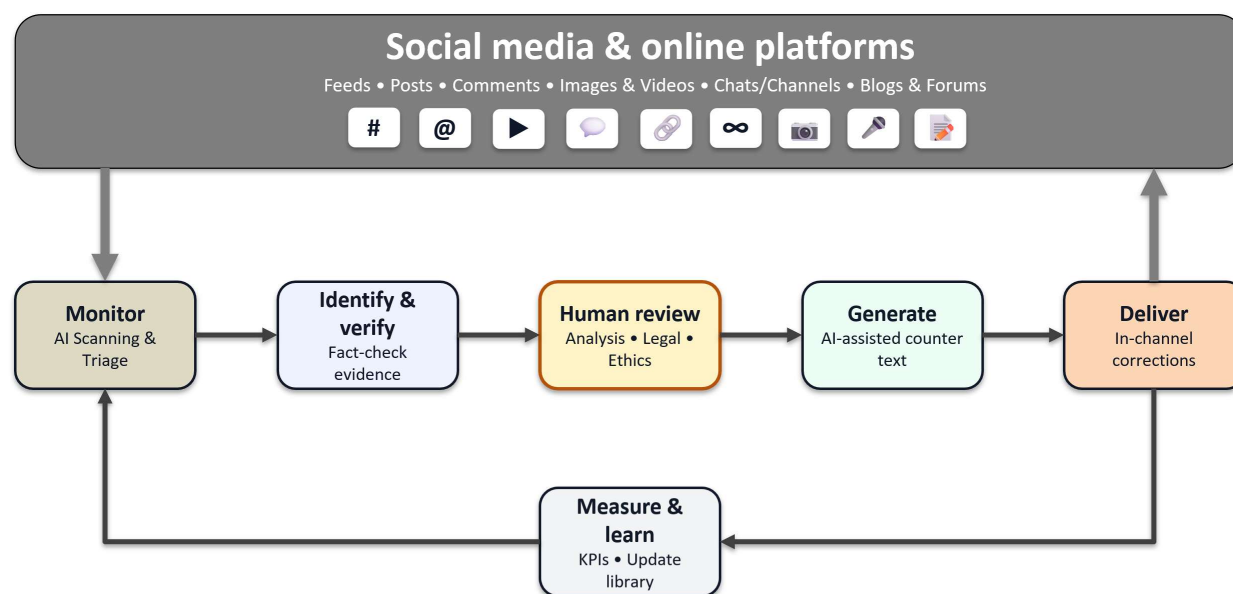 Social media & online platforms
Feeds • Posts • Comments • Images & Videos • Chats/Channels • Blogs & Forums
# @
Monitor
AI Scanning &
Triage
Identify &
verify
Fact-check
evidence
Human review
Analysis • Legal •
Ethics
Generate
AI-assisted counter
text
Deliver
In-channel
corrections
Measure &
learn
KPIs • Update
library